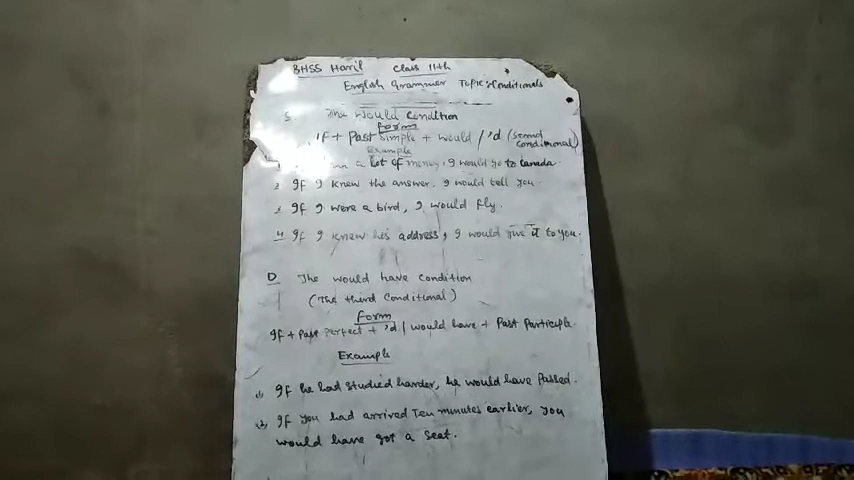 BHSS Harril Class 11th
English Grammer Topic: Conditionals
C The Would Condition
Form
If + Past Simple + would / 'd (Second Conditional)
Example
a lot of money, I would go to Canada.
2 If I knew the answer, I would tell you.
3 If I were a bird, I would fly.
4 If I knew his address, I would give it to you.
D The would have condition
(The third Conditional)
Form
If + Past Perfect + 'd / would have + Past Participle
Example
(1) If he had studied harder, he would have Passed.
(2) If you had arrived Ten minutes earlier, you
would have got a seat.